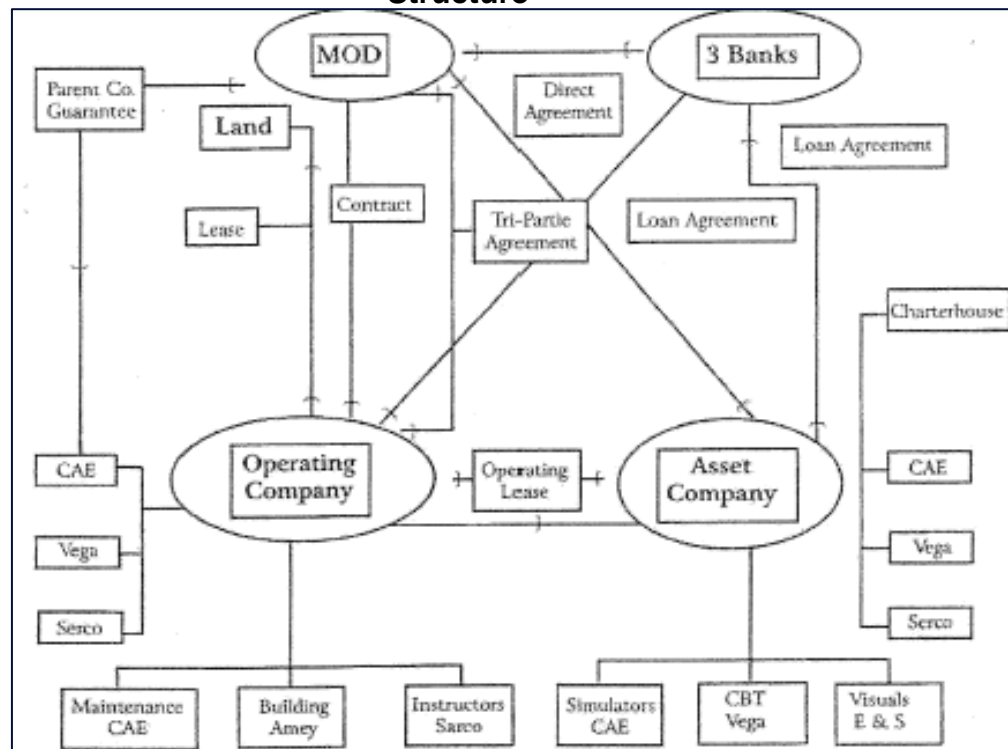 Structure
MOD
3 Banks
Parent Co.
Guarantee
Direct
Agreement
Land
Loan Agreement
Contract
Lease
Tri-Partie
Agreement
Loan Agreement
Charterhouse
Operating
Company
Operating
Lease
Asset
Company
CAE
CAE
Vega
Vega
Serco
Serco
Maintenance
CAE
Building
Amey
Instructors
Sarco
Simulators
CAE
CBT
Vega
Visuals
E & S